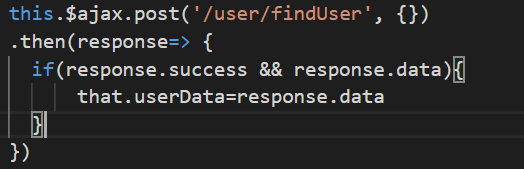 this.$ajax.post('/user/findUser', {})
.then(response=> {
if(response.success && response.data){
that.userData=response.data
}
})